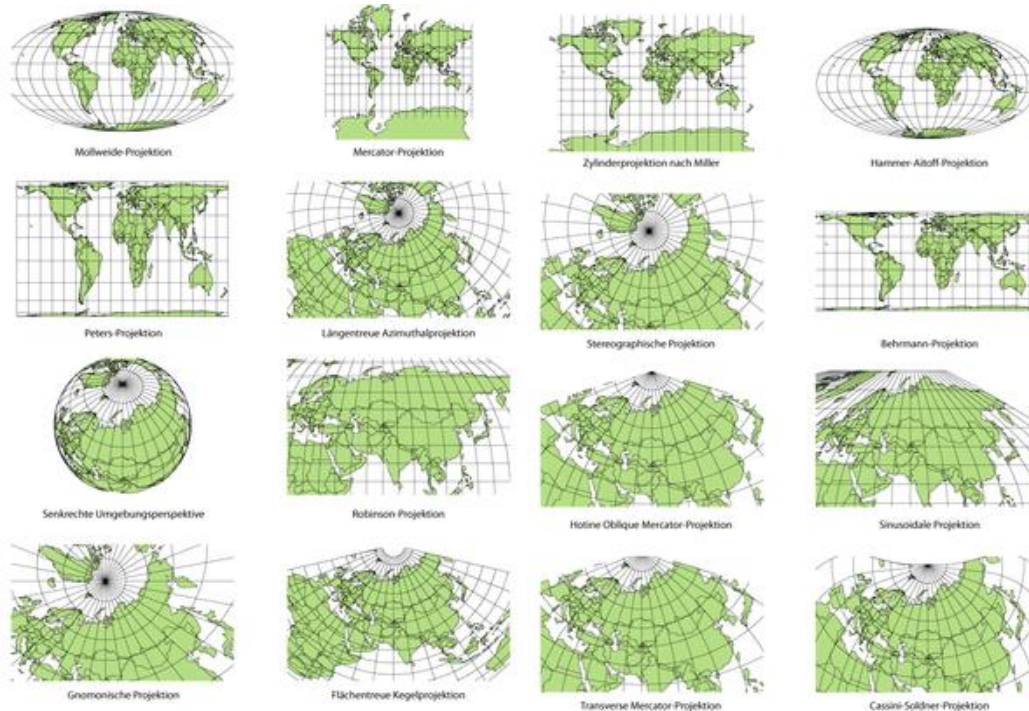 Mollweide-Projektion
Mercator-Projektion
Zylinderprojektion nach Miller
Hammer-Aitoff-Projektion
Peters-Projektion
Längentreue Azimuthalprojektion
Stereographische Projektion
Behrmann-Projektion
Senkrechte Umgebungsperspektive
Robinson-Projektion
Hotine Oblique Mercator-Projektion
Sinusoidale Projektion
Gnomonische Projektion
Flächentreue Kegelprojektion
Transverse Mercator-Projektion
Cassini-Soldner-Projektion